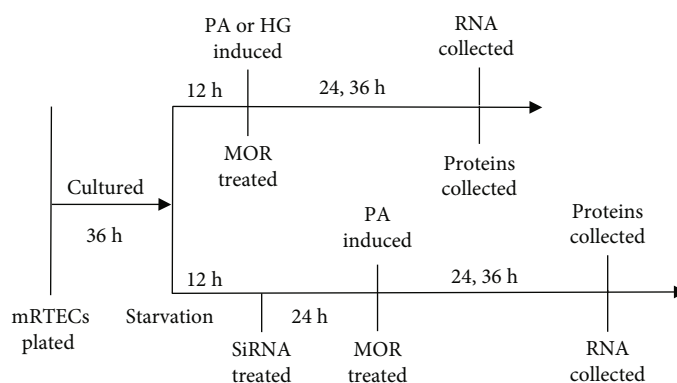 PA or HG
induced
RNA
collected
12 h
24, 36 h
MOR
treated
Proteins
collected
Cultured
36 h
PA
induced
Proteins
collected
12 h
24, 36 h
mRTECs
plated
Starvation
24 h
SiRNA
treated
MOR
treated
RNA
collected